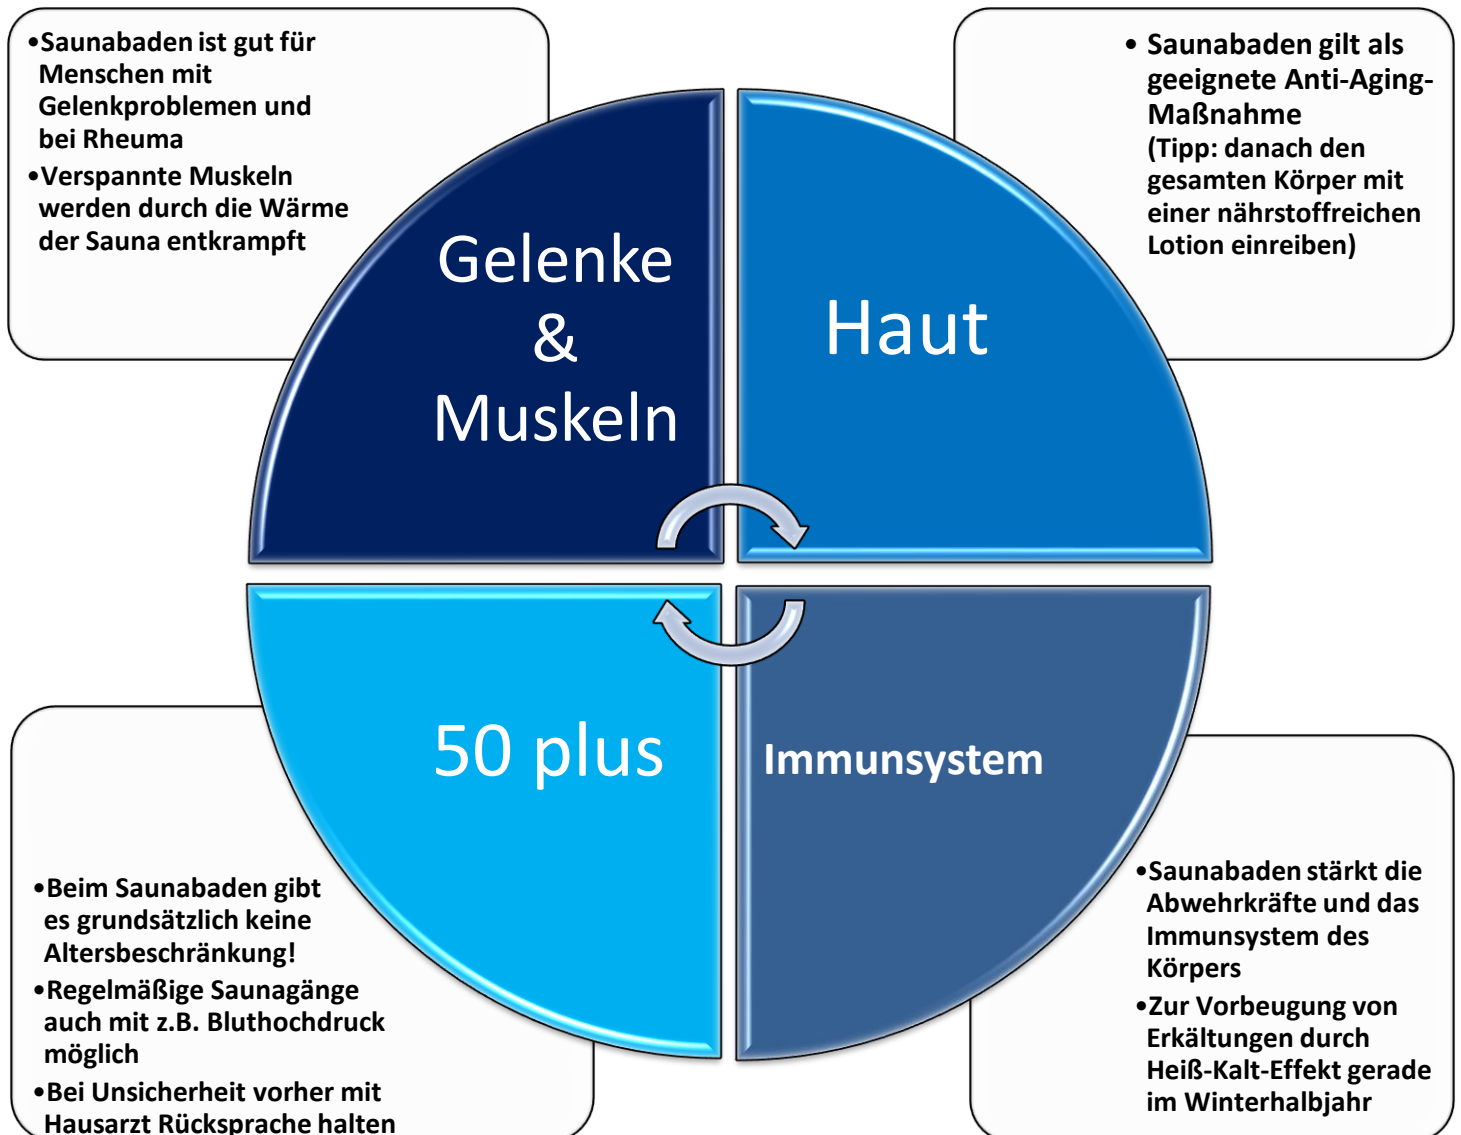 •Saunabaden ist gut für
Menschen mit
Gelenkproblemen und
bei Rheuma
•Verspannte Muskeln
werden durch die Wärme
der Sauna entkrampft
• Saunabaden gilt als
geeignete Anti-Aging-
Maßnahme
(Tipp: danach den
gesamten Körper mit
einer nährstoffreichen
Lotion einreiben)
Gelenke
&
Muskeln
Haut
50 plus
Immunsystem
•Beim Saunabaden gibt
es grundsätzlich keine
Altersbeschränkung!
•Regelmäßige Saunagänge
auch mit z.B. Bluthochdruck
möglich
•Bei Unsicherheit vorher mit
Hausarzt Rücksprache halten
•Saunabaden stärkt die
Abwehrkräfte und das
Immunsystem des
Körpers
•Zur Vorbeugung von
Erkältungen durch
Heiß-Kalt-Effekt gerade
im Winterhalbjahr